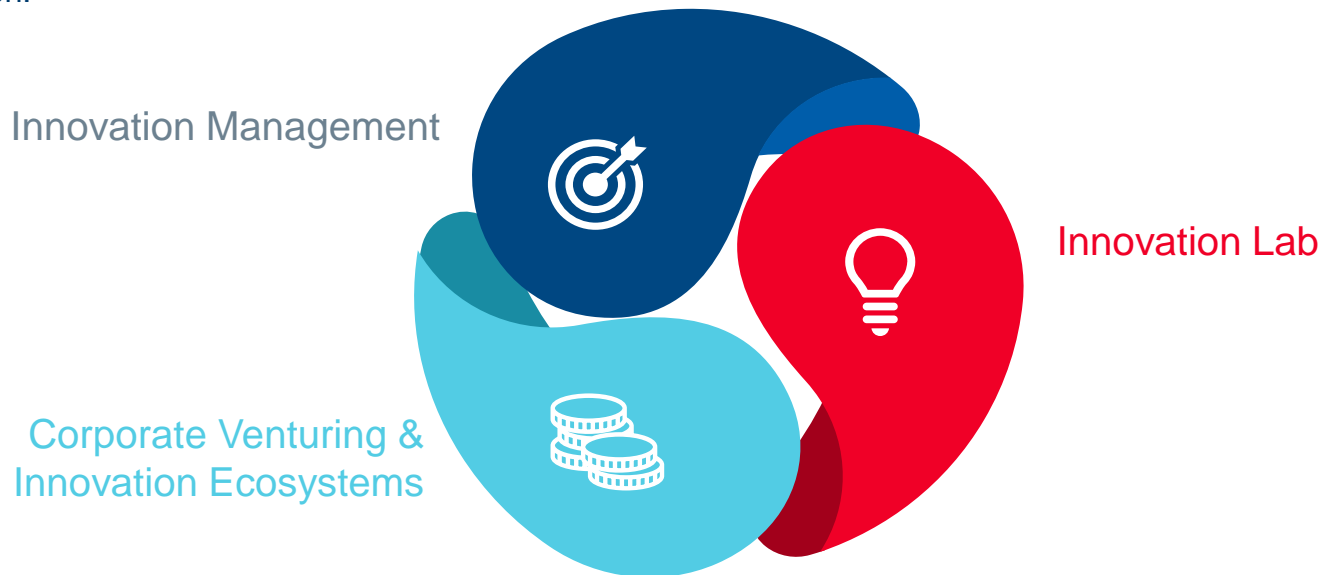 Innovation Management
Innovation Lab
Corporate Venturing &
Innovation Ecosystems